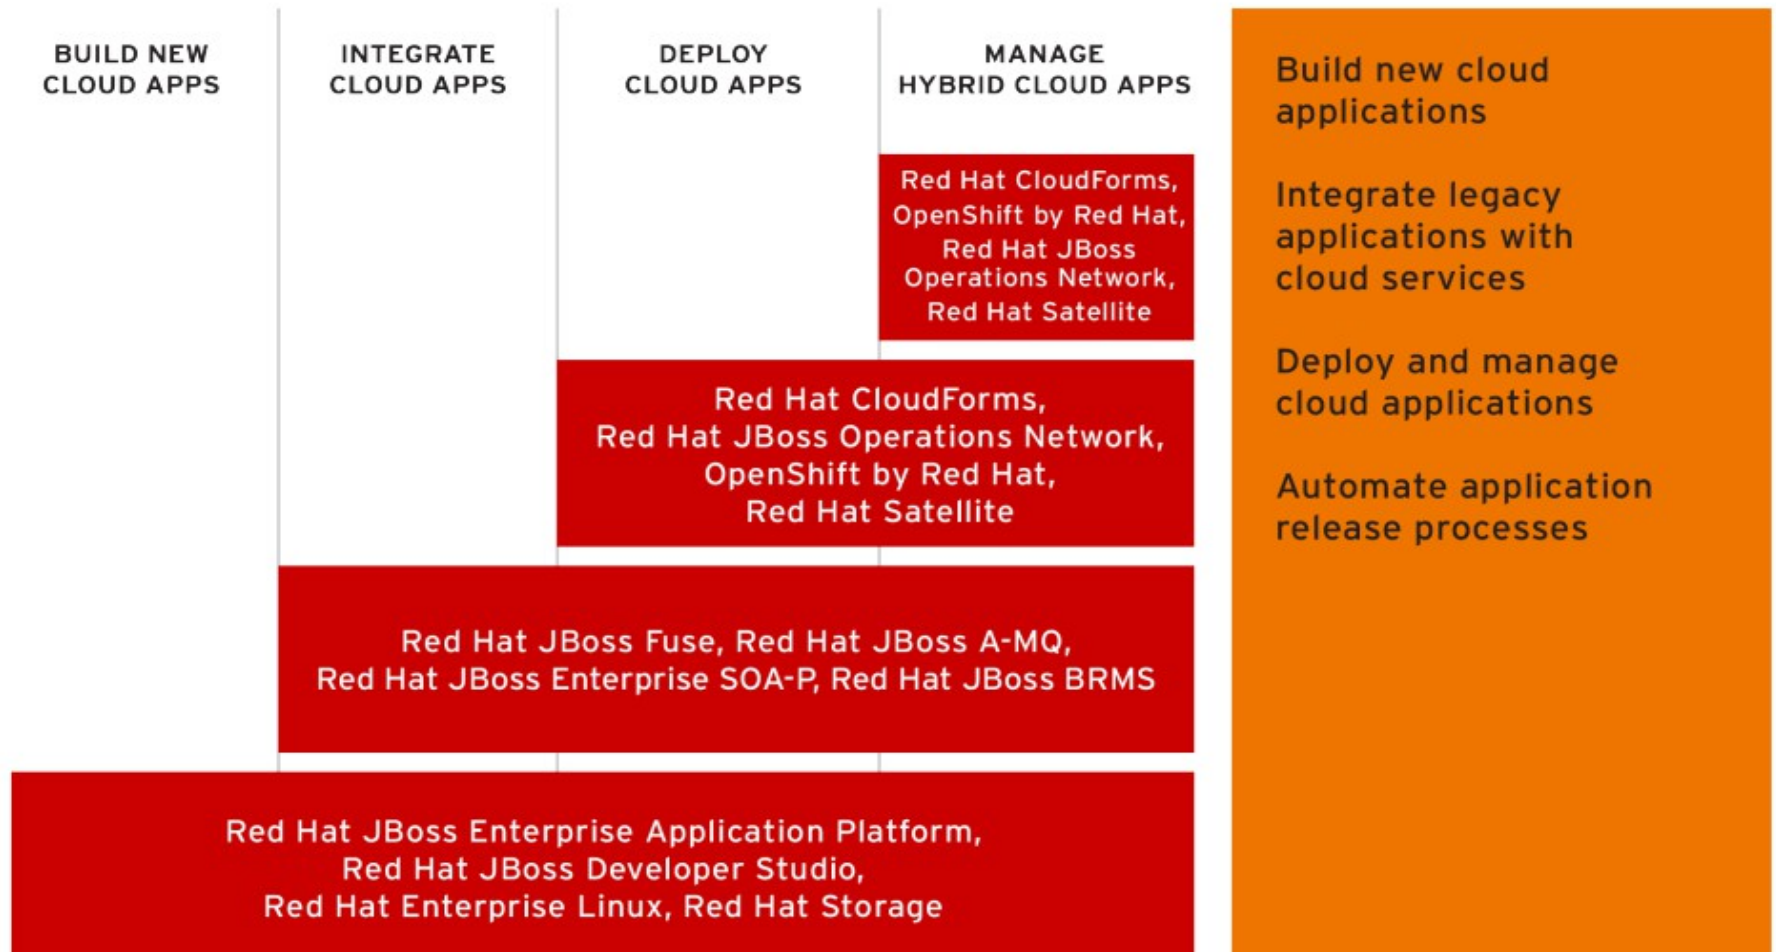 BUILD NEW
CLOUD APPS
INTEGRATE
CLOUD APPS
DEPLOY
CLOUD APPS
MANAGE
HYBRID CLOUD APPS
Red Hat CloudForms,
OpenShift by Red Hat,
Red Hat JBoss
Operations Network,
Red Hat Satellite
Red Hat CloudForms,
Red Hat JBoss Operations Network,
OpenShift by Red Hat,
Red Hat Satellite
Red Hat JBoss Fuse, Red Hat JBoss A-MQ,
Red Hat JBoss Enterprise SOA-P, Red Hat JBoss BRMS
Red Hat JBoss Enterprise Application Platform,
Red Hat JBoss Developer Studio,
Red Hat Enterprise Linux, Red Hat Storage
Build new cloud
applications
Integrate legacy
applications with
cloud services
Deploy and manage
cloud applications
Automate application
release processes